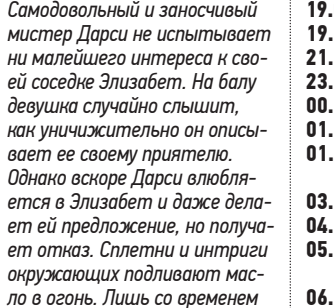 Самодовольный и заносчивый
мистер Дарси не испытывает
ни малейшего интереса к сво-
ей соседке Элизабет. На балу
девушка случайно слышит,
как уничижительно он описы-
вает ее своему приятелю.
Однако вскоре Дарси влюбля-
ется в Элизабет и даже дела-
ет ей предложение, но получа-
ет отказ. Сплетни и интриги
окружающих подливают мас-
ло в огонь. Лишь со временем
19.
19.
21.
23.
00.
01.
01.
03.
04.
05.
06.